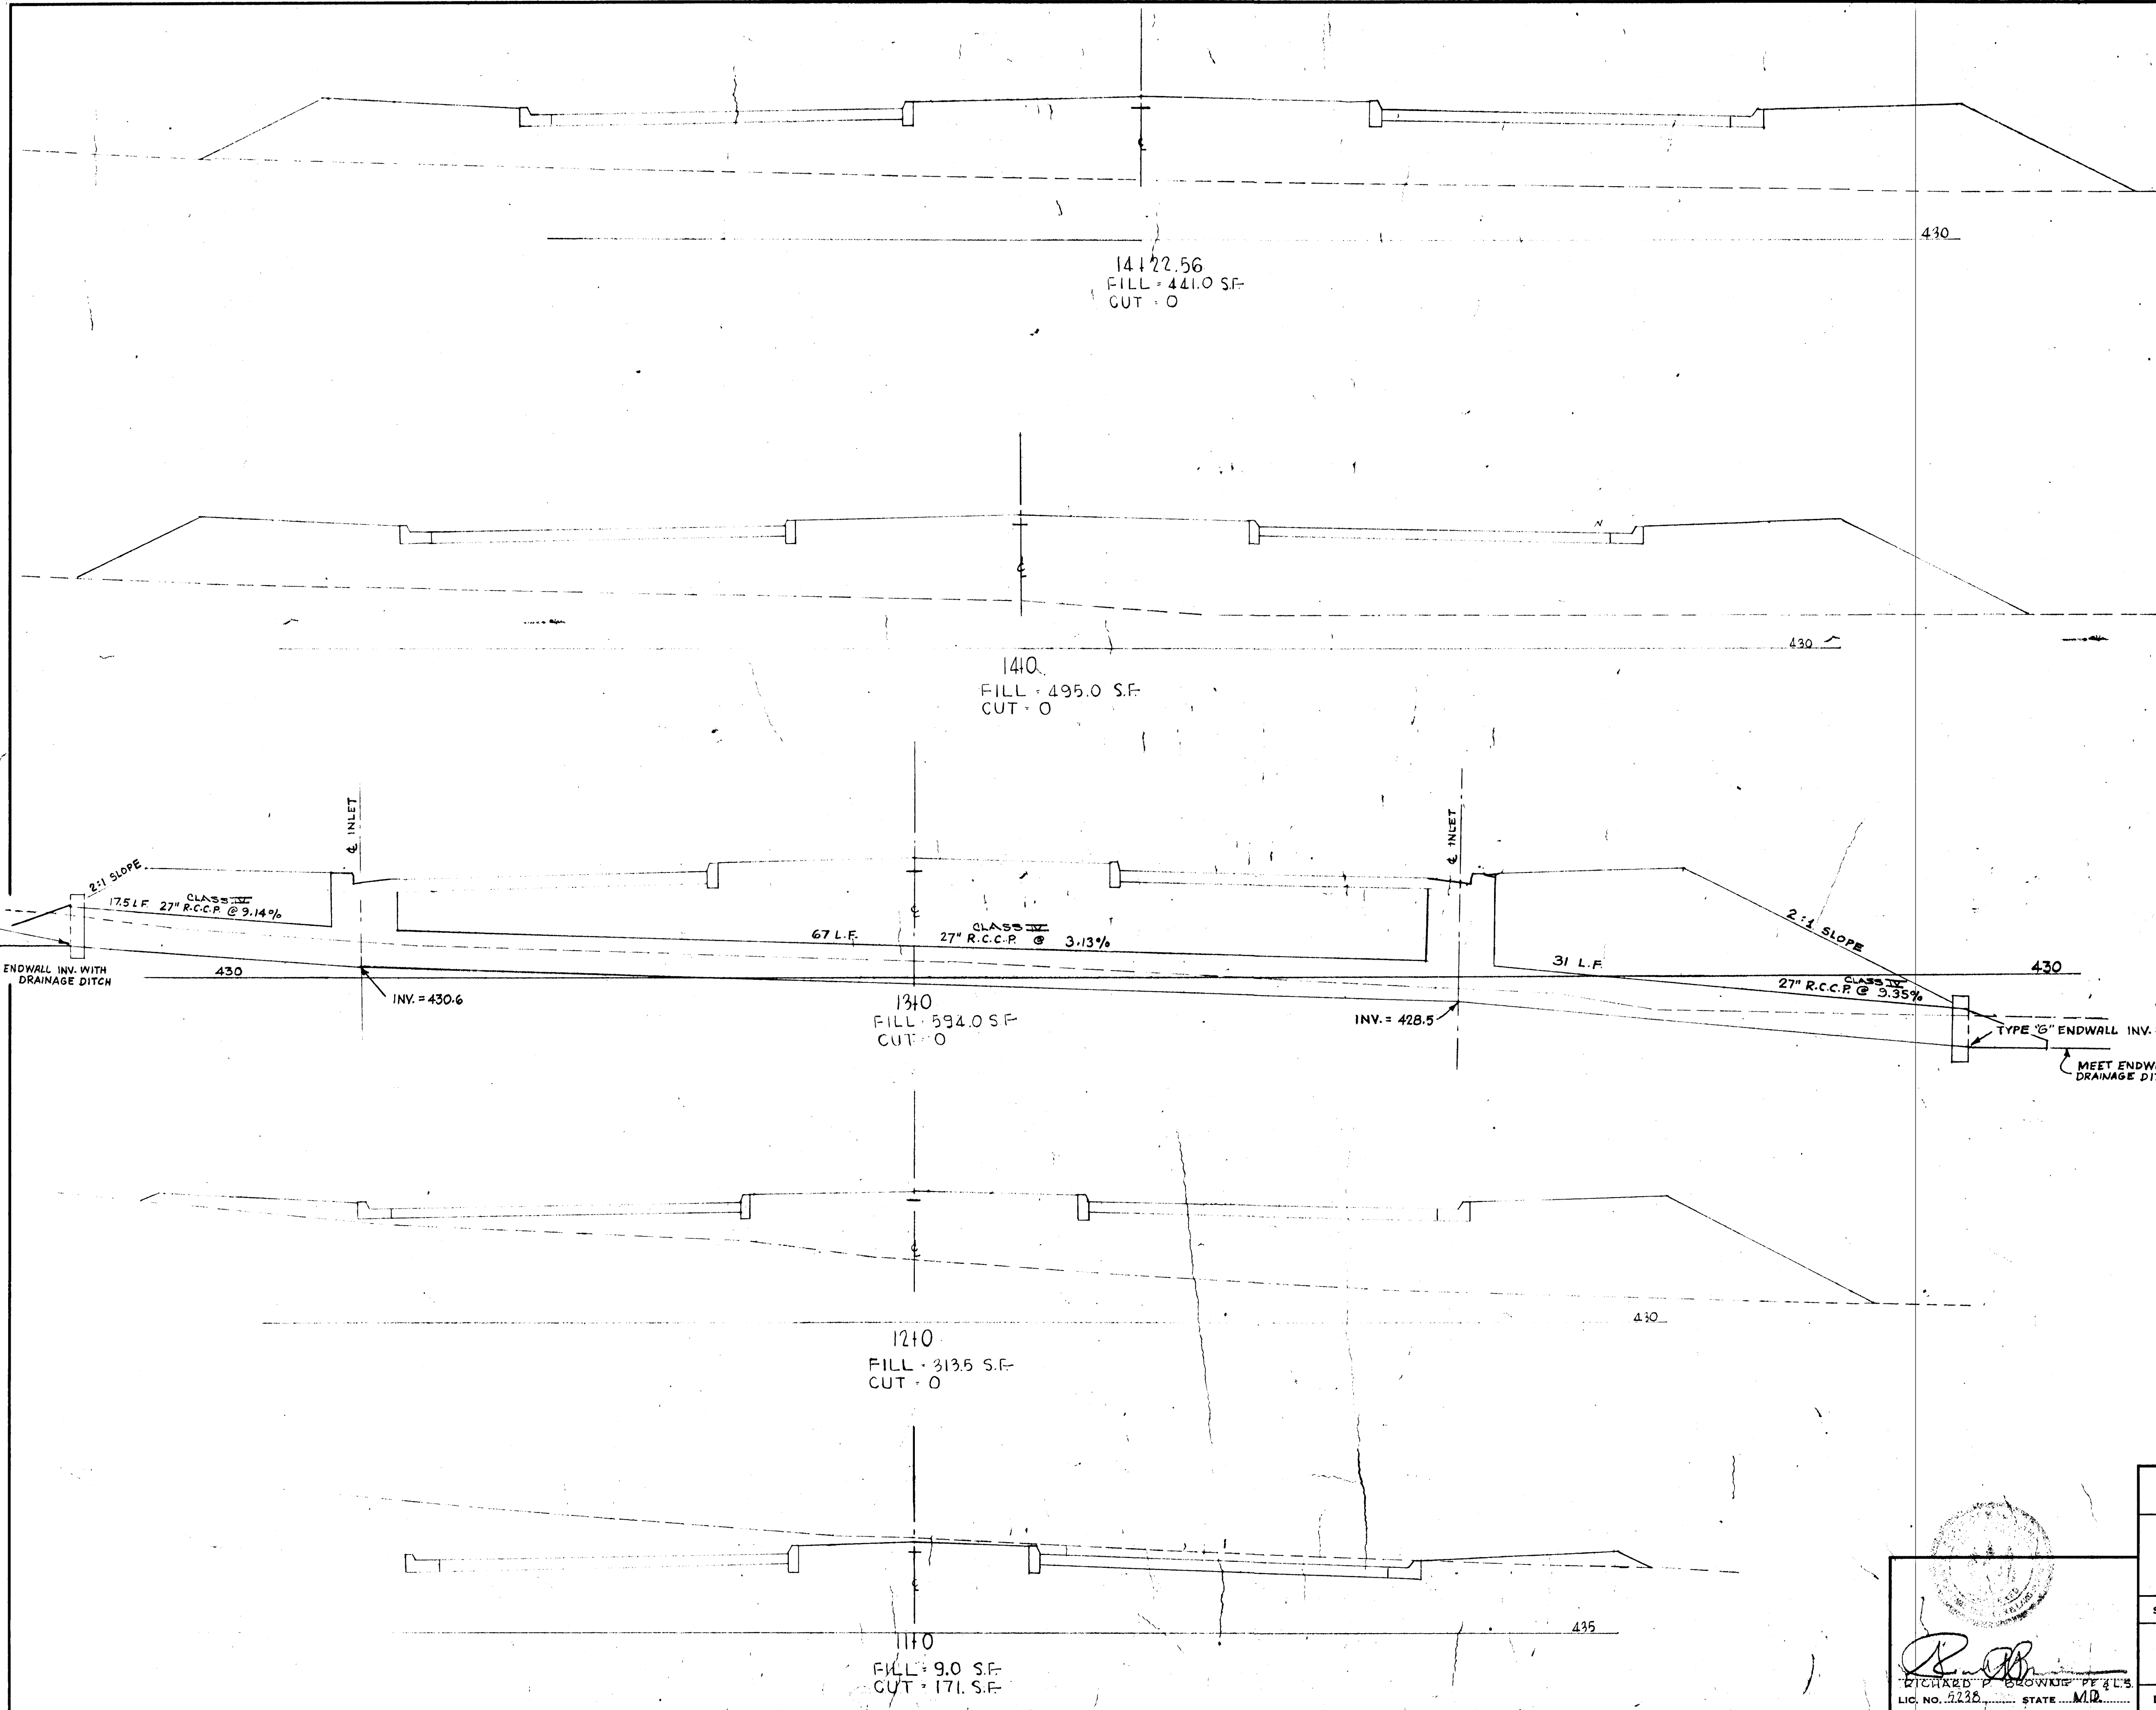 430
14+22.56
FILL = 441.0 S.F.
CUT = 0
430
14+0
FILL = 495.0 S.F.
CUT = 0
℄ INLET
℄ INLET
2:1 SLOPE
17.5 L.F. 27" R.C.C.P. @ 9.14%
CLASS IV
67 L.F.
CLASS IV
27" R.C.C.P. @ 3.13%
2:1 SLOPE
31 L.F.
CLASS IV
27" R.C.C.P. @ 9.35%
430
430
ENDWALL INV. WITH
DRAINAGE DITCH
INV. = 430.6
13+0
FILL = 594.0 S.F.
CUT = 0
INV. = 428.5
TYPE "G" ENDWALL INV.
MEET ENDW
DRAINAGE DI
430
12+0
FILL = 313.5 S.F.
CUT = 0
435
11+0
FILL = 9.0 S.F.
CUT = 171. S.F.
RICHARD P. BROWNE PE & L.S.
LIC. NO. 5238 STATE MD.